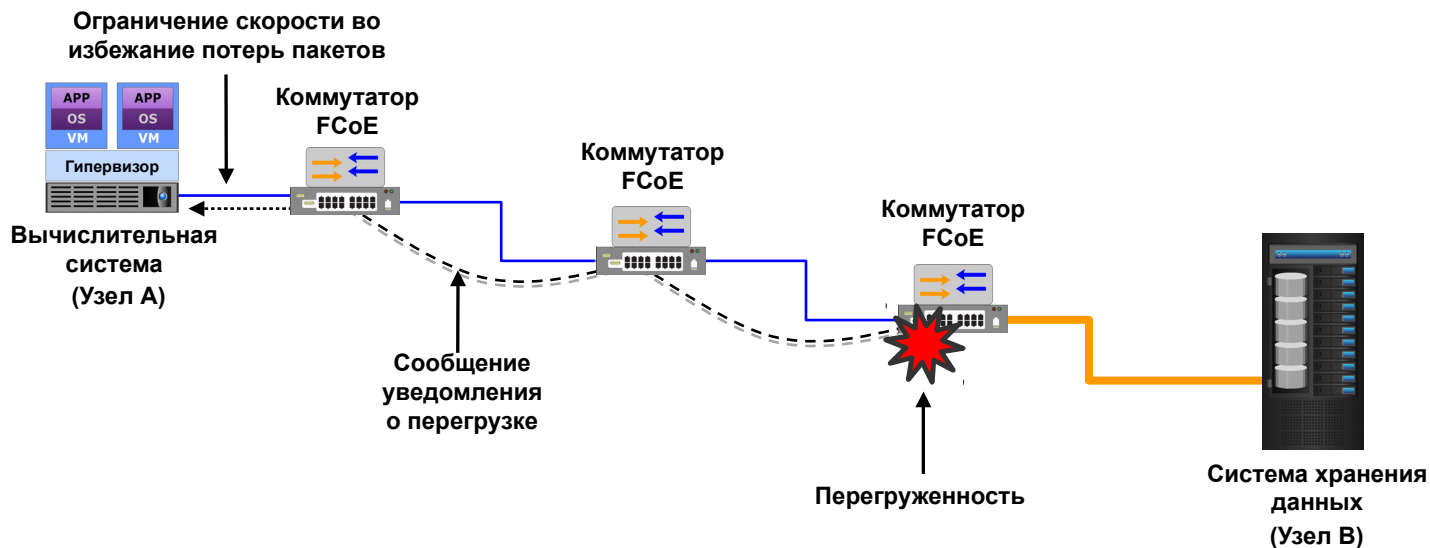 Ограничение скорости во
избежание потерь пакетов
APP
OS
VM
APP
OS
VM
Гипервизор
Вычислительная
система
(Узел A)
Коммутатор
FCoE
Коммутатор
FCoE
Коммутатор
FCoE
Сообщение
уведомления
о перегрузке
Перегруженность
Система хранения
данных
(Узел B)